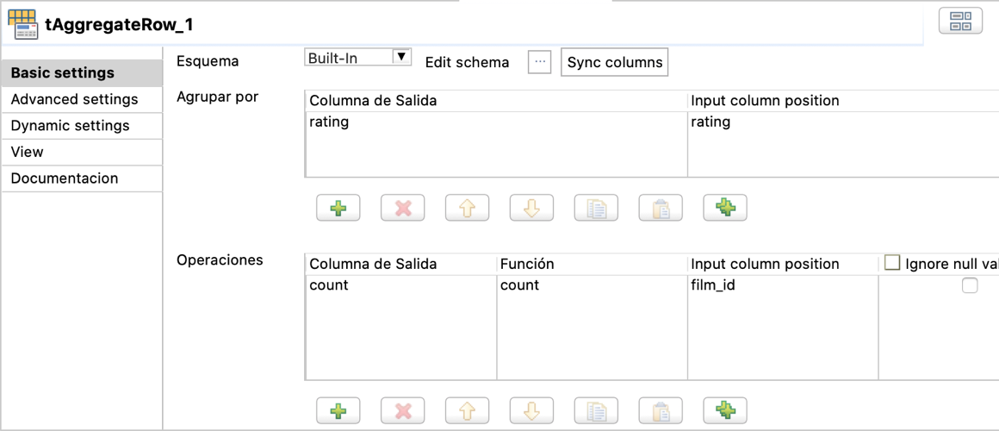 tAggregateRow_1
Basic settings
Advanced settings
Dynamic settings
View
Documentacion
Esquema
Built-In
Edit schema
...
Sync columns
Agrupar por
Columna de Salida
Input column position
rating
rating
Operaciones
Columna de Salida
Función
Input column position
Ignore null val
count
count
film_id